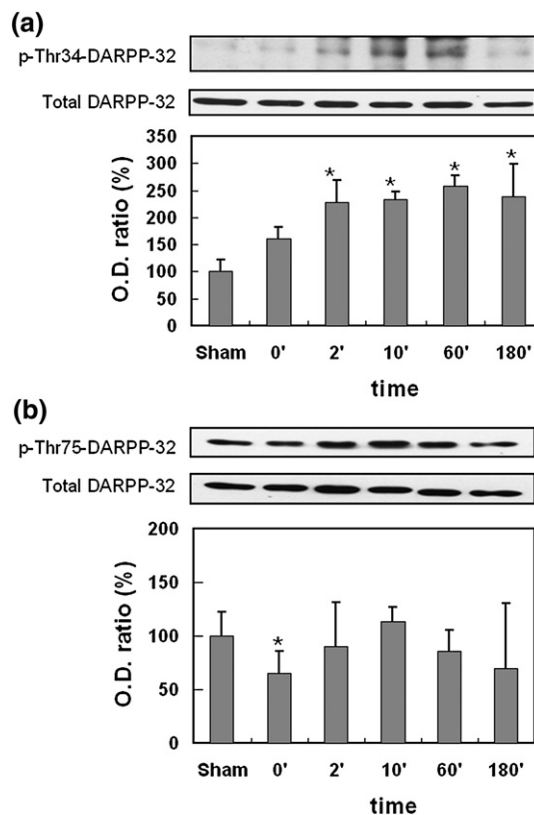 (a)
p-Thr34-DARPP-32
Total DARPP-32
O.D. ratio (%)
350
300
250
200
150
100
50
0
* * * *
Sham 0' 2' 10' 60' 180'
time
(b)
p-Thr75-DARPP-32
Total DARPP-32
O.D. ratio (%)
200
150
100
50
0
*
Sham 0' 2' 10' 60' 180'
time